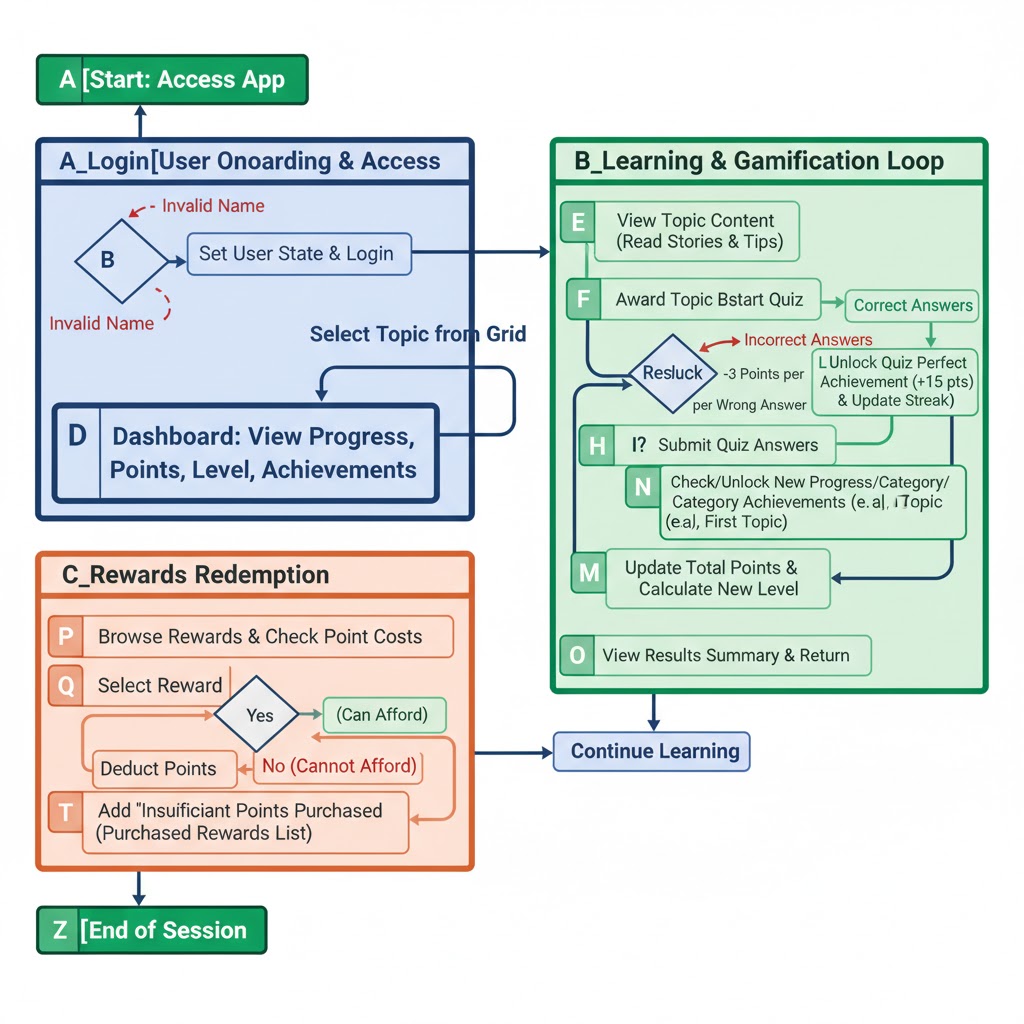 A [Start: Access App
A_Login[User Onoarding & Access
Invalid Name
B
Set User State & Login
Invalid Name
Select Topic from Grid
D
Dashboard: View Progress,
Points, Level, Achievements
B_Learning & Gamification Loop
E
View Topic Content
(Read Stories & Tips)
F
Award Topic Bstart Quiz
Correct Answers
Incorrect Answers
Resluck
-3 Points per
per Wrong Answer
LUnlock Quiz Perfect
Achievement (+15 pts)
& Update Streak)
H
I? Submit Quiz Answers
N
Check/Unlock New Progress/Category/
Category Achievements (e.a|, Topic
(e.a|, First Topic)
M
Update Total Points &
Calculate New Level
O
View Results Summary & Return
Continue Learning
C_Rewards Redemption
P
Browse Rewards & Check Point Costs
Q
Select Reward
Yes
(Can Afford)
Deduct Points
No (Cannot Afford)
T
Add "Insuficiant Points Purchased
(Purchased Rewards List)
Z [End of Session